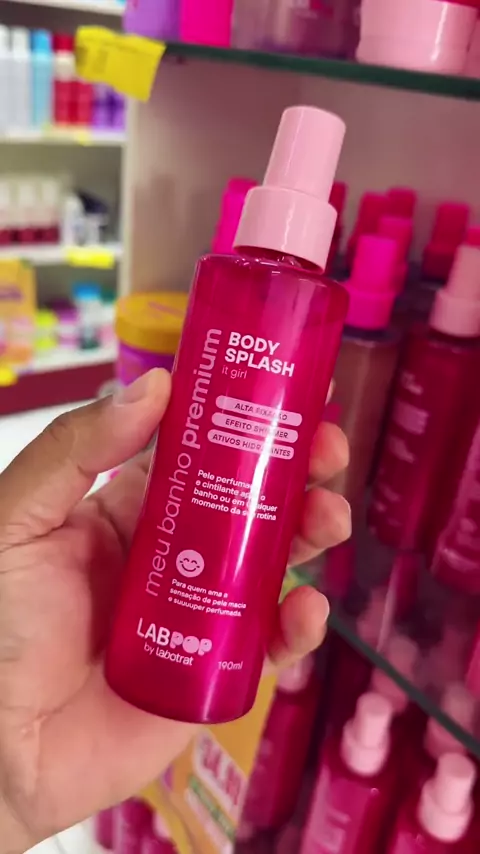 BODY
SPLASH
it girl
ALTA FIXAÇÃO
EFEITO SHIMMER
ATIVOS HIDRATANTES
meu banho premium
Pele perfumada
e cintilante após o
banho ou em qualquer
momento da sua rotina
Para quem ama a
sensação de pele macia
e suuuuper perfumada.
LABPOP
by labotrat
190ml